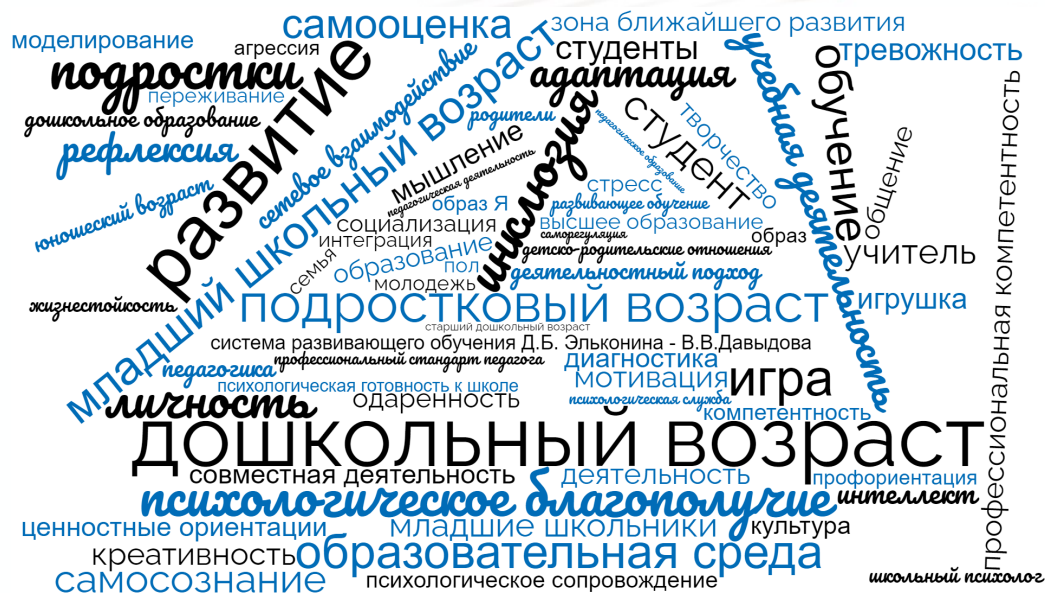 самооценка
зона ближайшего развития
моделирование
агрессия
студенты
тревожность
подростки
адаптация
переживание
дошкольное образование
рефлексия
развитие
сетевое взаимодействие
младший школьный возраст
родители
инклюзия
педагогическое образование
студент
творчество
учебная деятельность
обучение
общение
профессиональная компетентность
мышление
педагогическая деятельность
юношеский возраст
образ Я
стресс
развивающее обучение
социализация
высшее образование
саморегуляция
образ
интеграция
детско-родительские отношения
учитель
семья
образование
пол
деятельностный подход
молодежь
жизнестойкость
подростковый возраст
игрушка
старший дошкольный возраст
система развивающего обучения Д.Б. Эльконина - В.В.Давыдова
профессиональный стандарт педагога
диагностика
педагогика
мотивация
игра
психологическая готовность к школе
личность
одаренность
психологическая служба
компетентность
дошкольный возраст
совместная деятельность
деятельность
профориентация
психологическое благополучие
интеллект
ценностные ориентации
младшие школьники
культура
креативность
образовательная среда
самосознание
психологическое сопровождение
школьный психолог